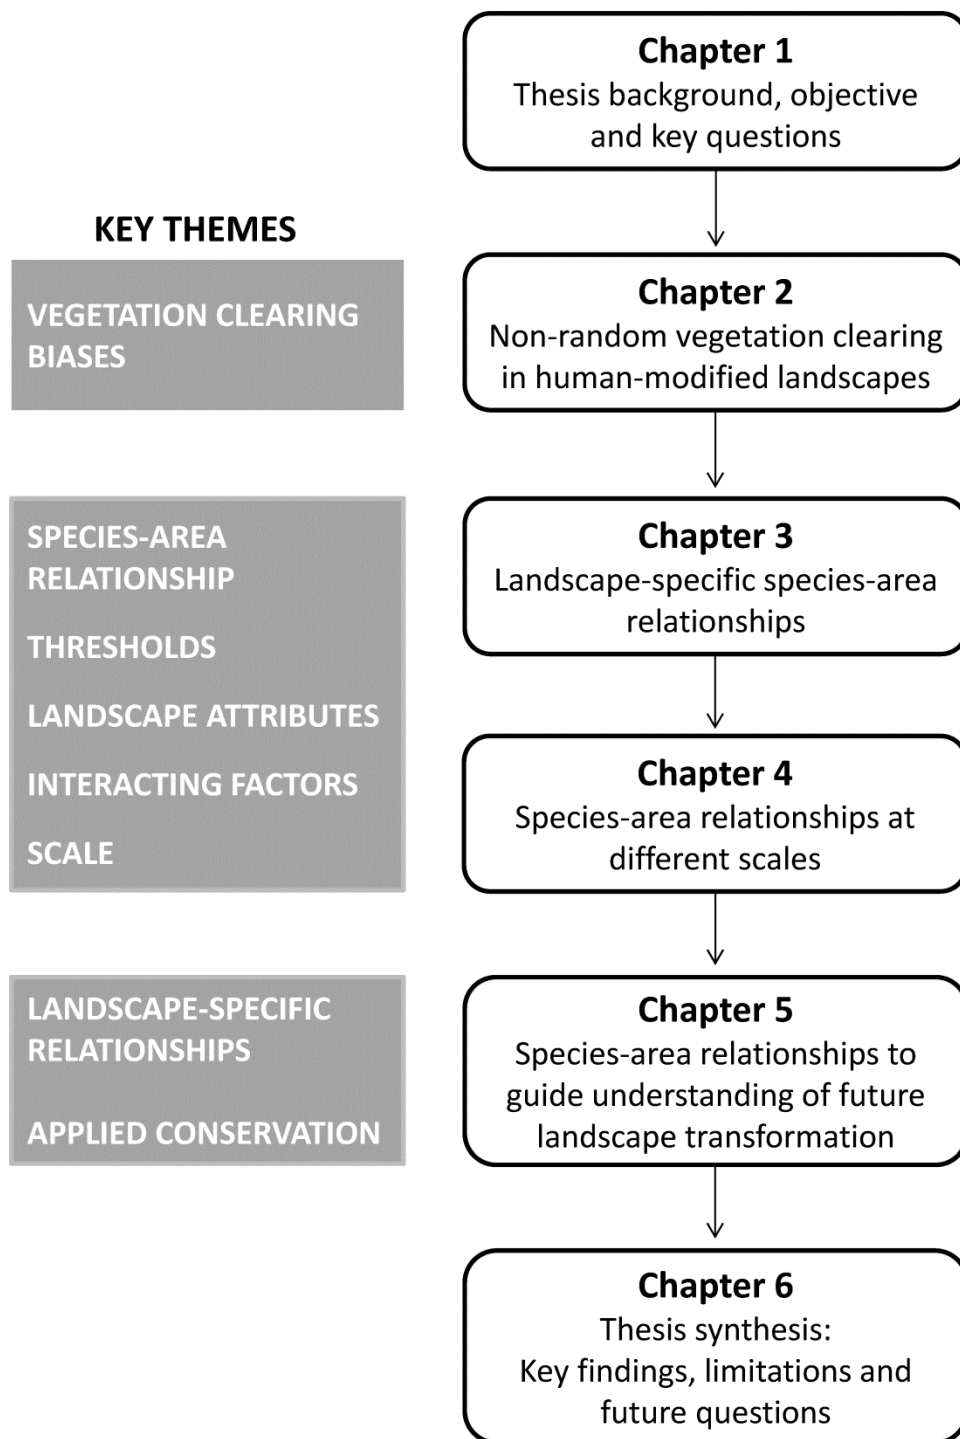 Chapter 1
Thesis background, objective
and key questions
KEY THEMES
VEGETATION CLEARING
BIASES
Chapter 2
Non-random vegetation clearing
in human-modified landscapes
SPECIES-AREA
RELATIONSHIP
THRESHOLDS
LANDSCAPE ATTRIBUTES
INTERACTING FACTORS
SCALE
Chapter 3
Landscape-specific species-area
relationships
Chapter 4
Species-area relationships at
different scales
LANDSCAPE-SPECIFIC
RELATIONSHIPS
APPLIED CONSERVATION
Chapter 5
Species-area relationships to
guide understanding of future
landscape transformation
Chapter 6
Thesis synthesis:
Key findings, limitations and
future questions